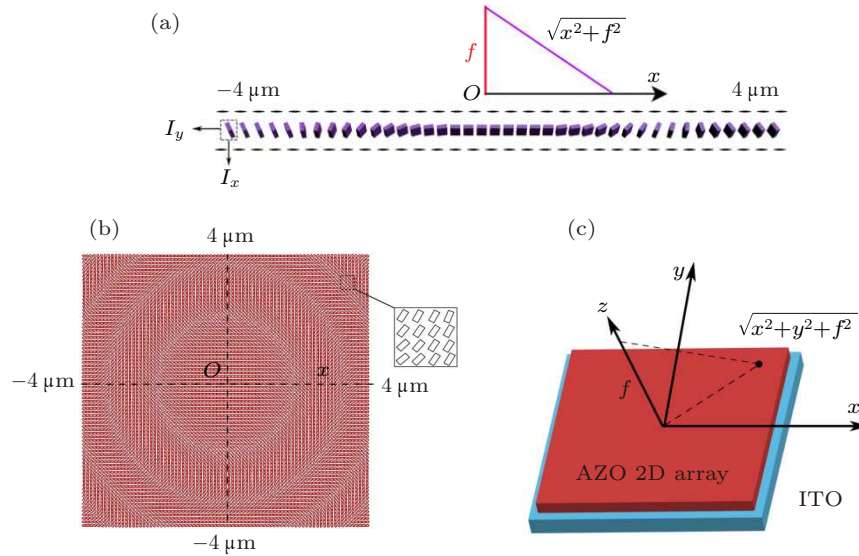 (a)
√x²+f²
f
−4 μm
O
x
4 μm
I_y
I_x
(b)
4 μm
(c)
y
z
√x²+y²+f²
O
x
−4 μm
4 μm
f
x
AZO 2D array
ITO
−4 μm